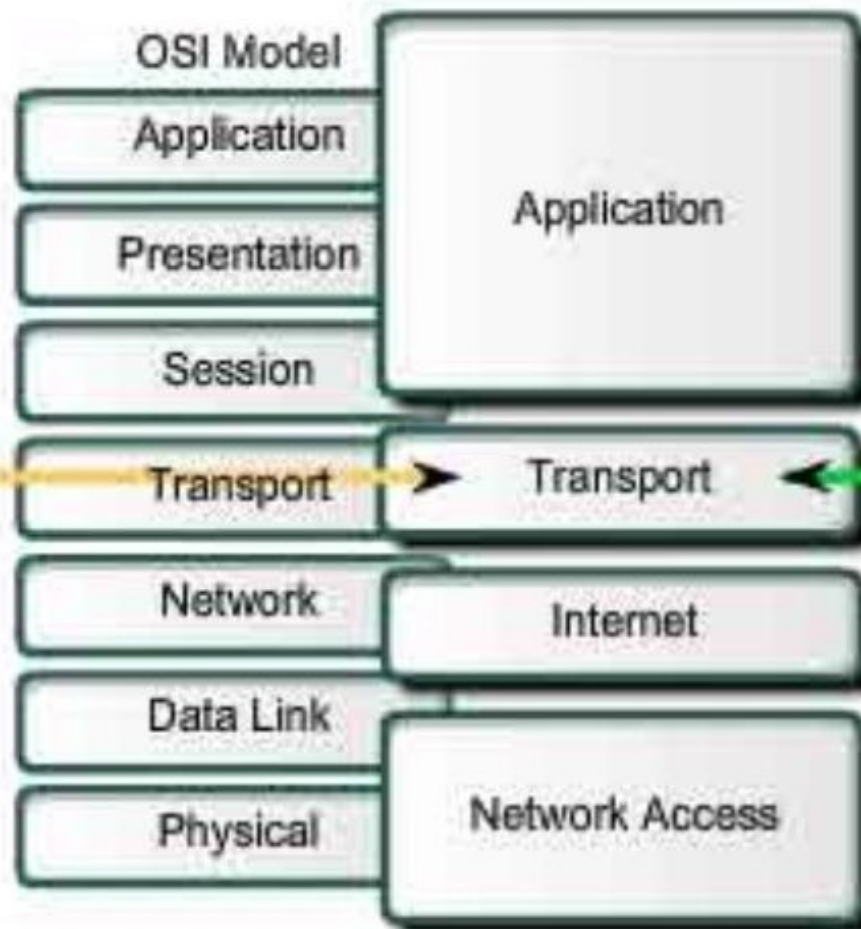 OSI Model
Application
Presentation
Session
Transport
Network
Data Link
Physical
Application
Transport
Internet
Network Access